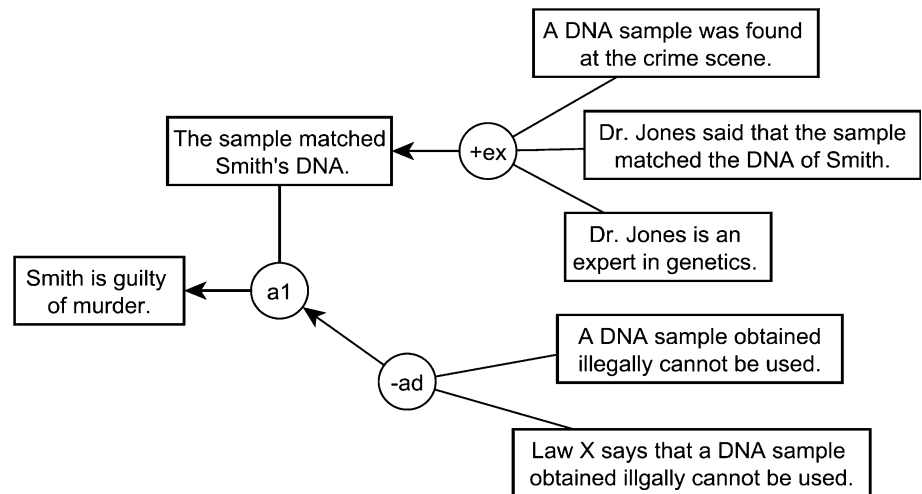 A DNA sample was found
at the crime scene.
The sample matched
Smith's DNA.
+ex
Dr. Jones said that the sample
matched the DNA of Smith.
Dr. Jones is an
expert in genetics.
Smith is guilty
of murder.
a1
A DNA sample obtained
illegally cannot be used.
-ad
Law X says that a DNA sample
obtained illgally cannot be used.